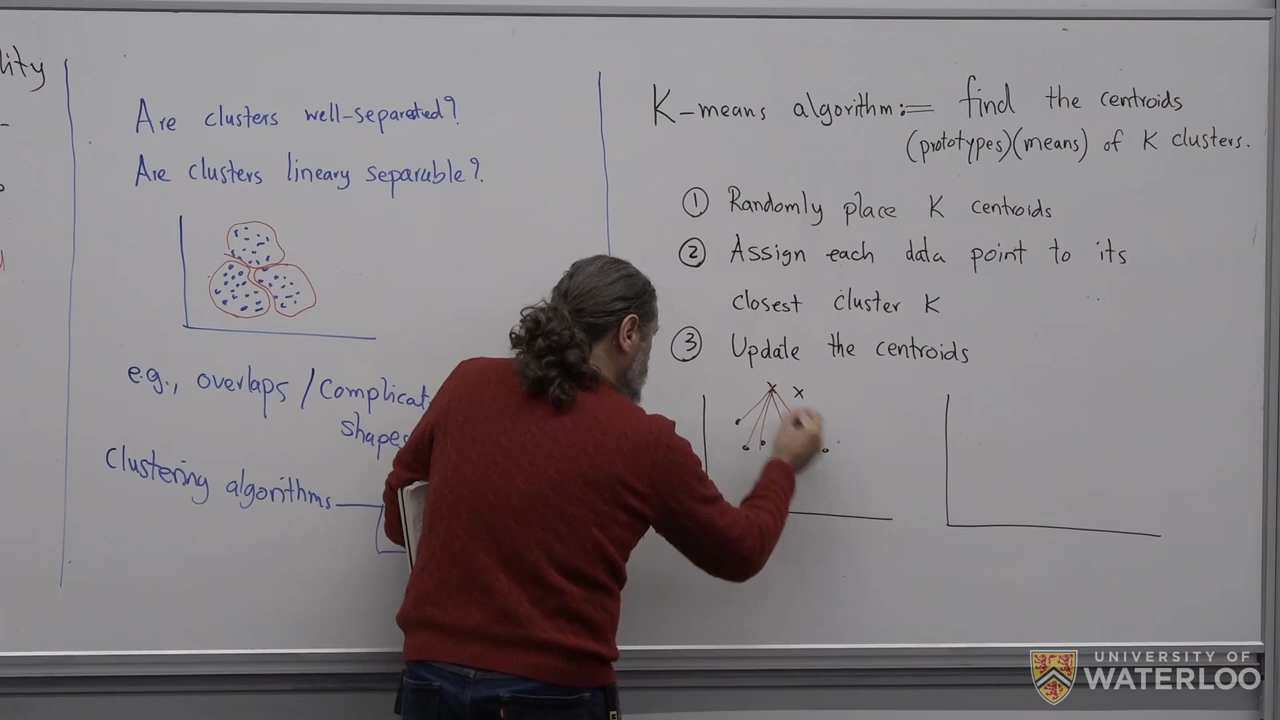 lity
Are clusters well-separated?
Are clusters lineary separable?
e.g., overlaps / Complicat
shapes
Clustering algorithms
K-means algorithm:= find the centroids
(prototypes)(means) of K clusters.
① Randomly place K centroids
② Assign each data point to its
closest cluster K
③ Update the centroids
UNIVERSITY OF
WATERLOO